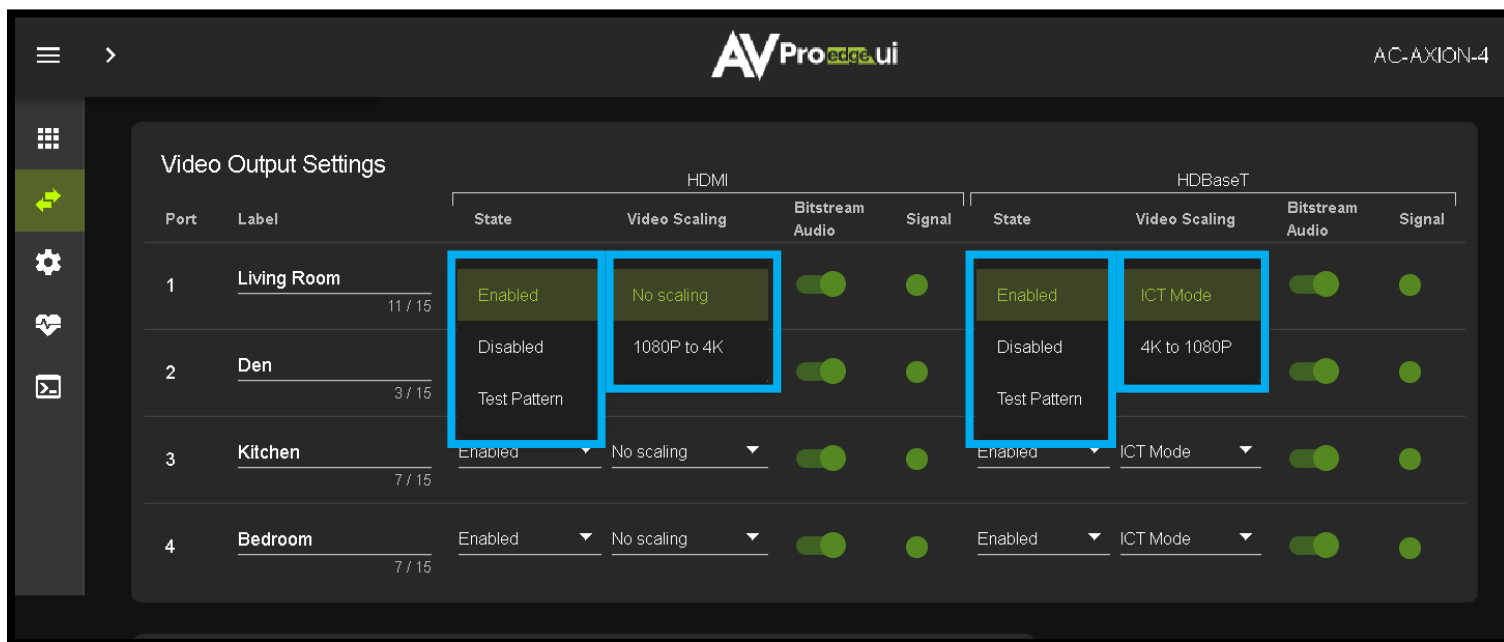 AVPro edge.ui
AC-AXION-4
Video Output Settings
HDMI
HDBaseT
Port Label State Video Scaling Bitstream Audio Signal State Video Scaling Bitstream Audio Signal
1 Living Room Enabled No scaling Enabled ICT Mode
11 / 15
Disabled 1080P to 4K Disabled 4K to 1080P
2 Den
3 / 15
Test Pattern Test Pattern
3 Kitchen Enabled No scaling Enabled ICT Mode
7 / 15
4 Bedroom Enabled No scaling Enabled ICT Mode
7 / 15